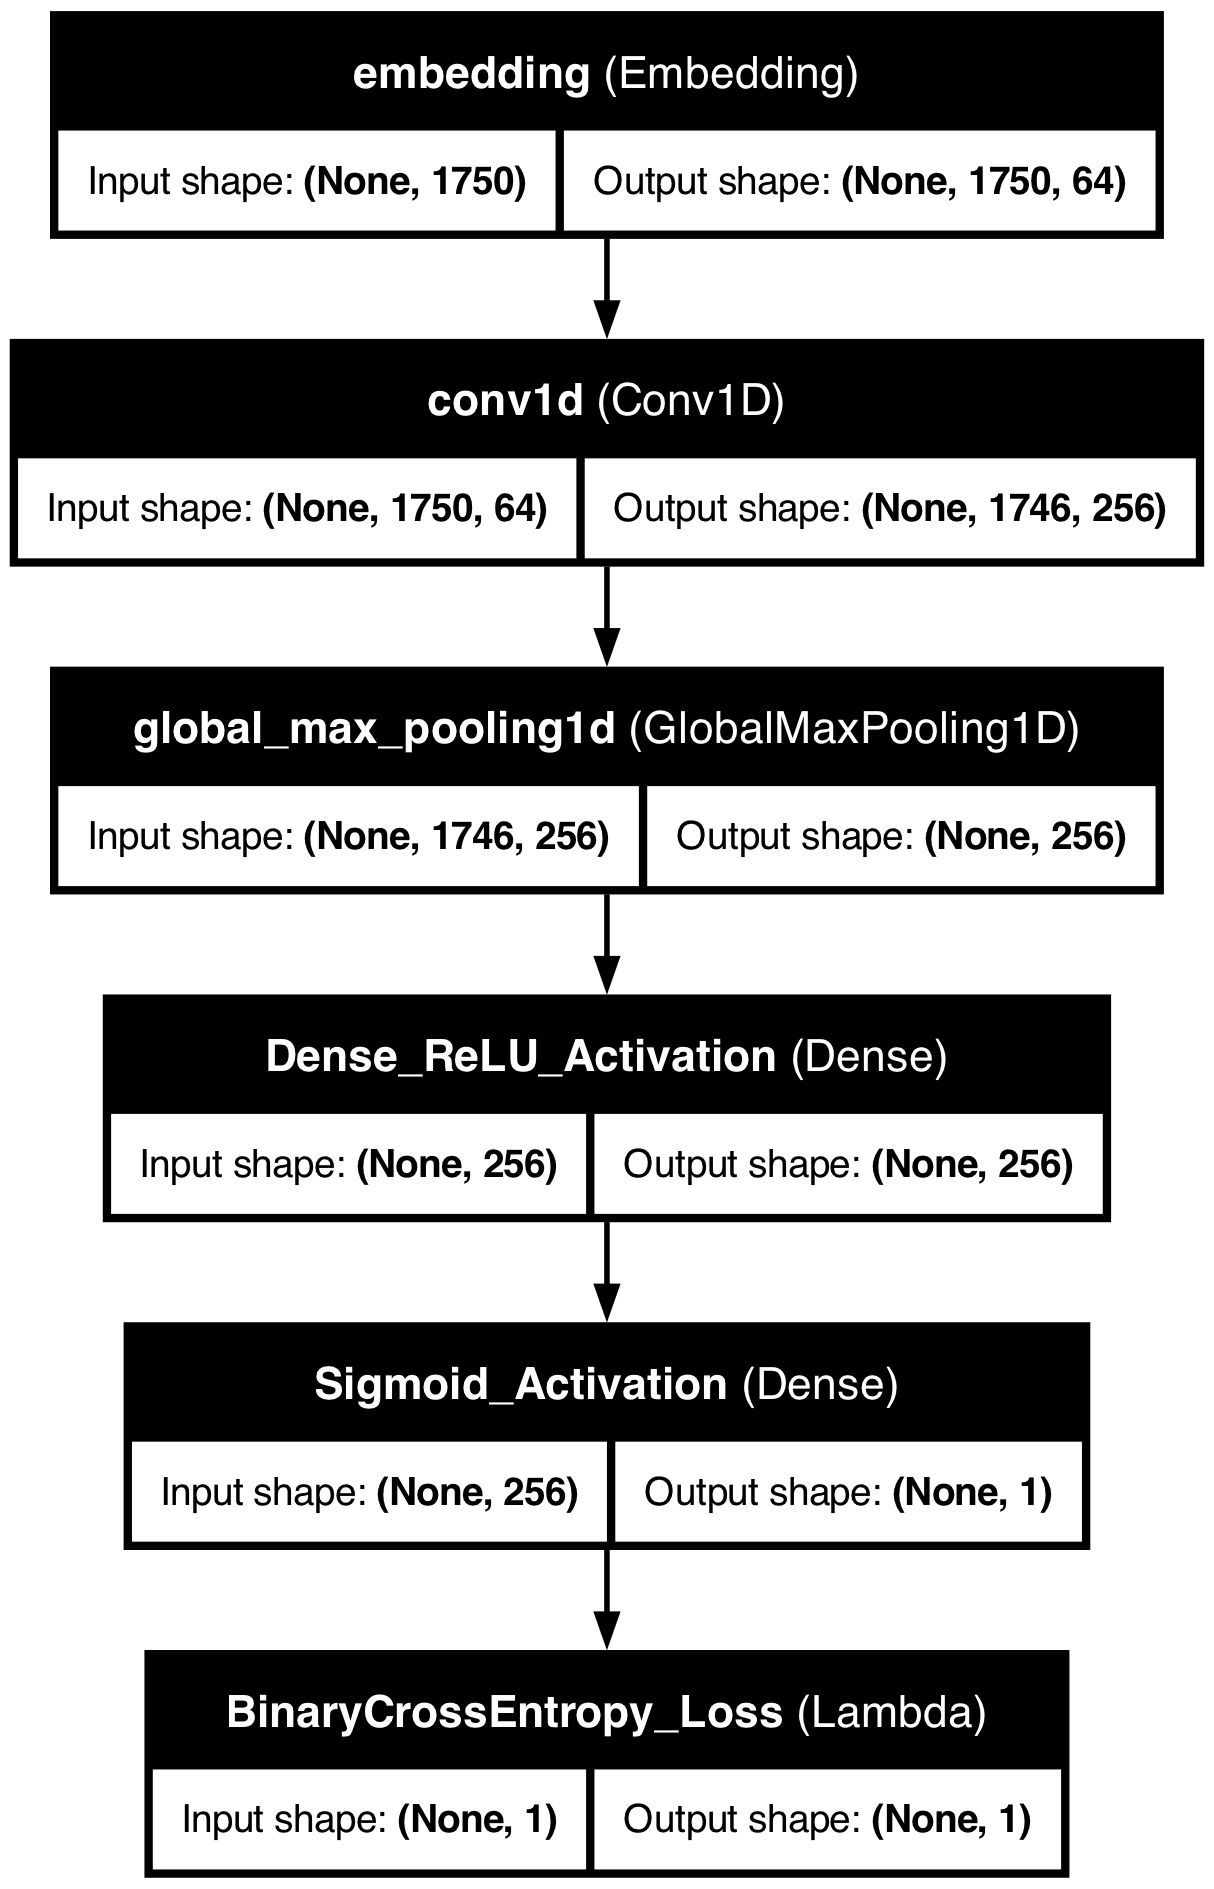 embedding (Embedding)
Input shape: (None, 1750) Output shape: (None, 1750, 64)
conv1d (Conv1D)
Input shape: (None, 1750, 64) Output shape: (None, 1746, 256)
global_max_pooling1d (GlobalMaxPooling1D)
Input shape: (None, 1746, 256) Output shape: (None, 256)
Dense_ReLU_Activation (Dense)
Input shape: (None, 256) Output shape: (None, 256)
Sigmoid_Activation (Dense)
Input shape: (None, 256) Output shape: (None, 1)
BinaryCrossEntropy_Loss (Lambda)
Input shape: (None, 1) Output shape: (None, 1)